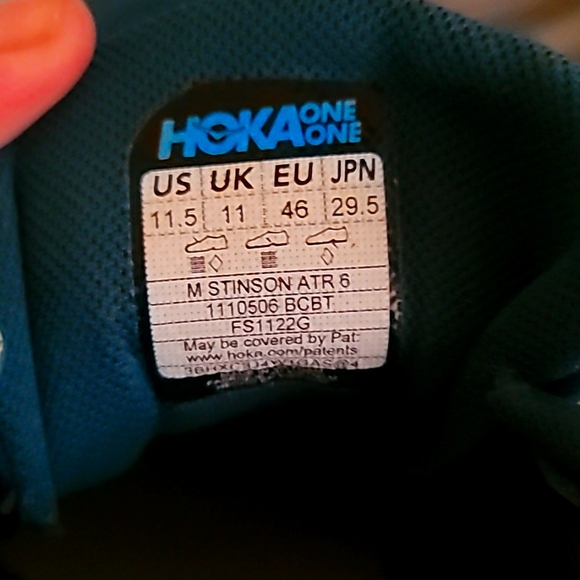 HOKA ONE ONE
US UK EU JPN
11.5 11 46 29.5
M STINSON ATR 6
1110506 BCBT
FS1122G
May be covered by Pat:
www.hoka.com/patents